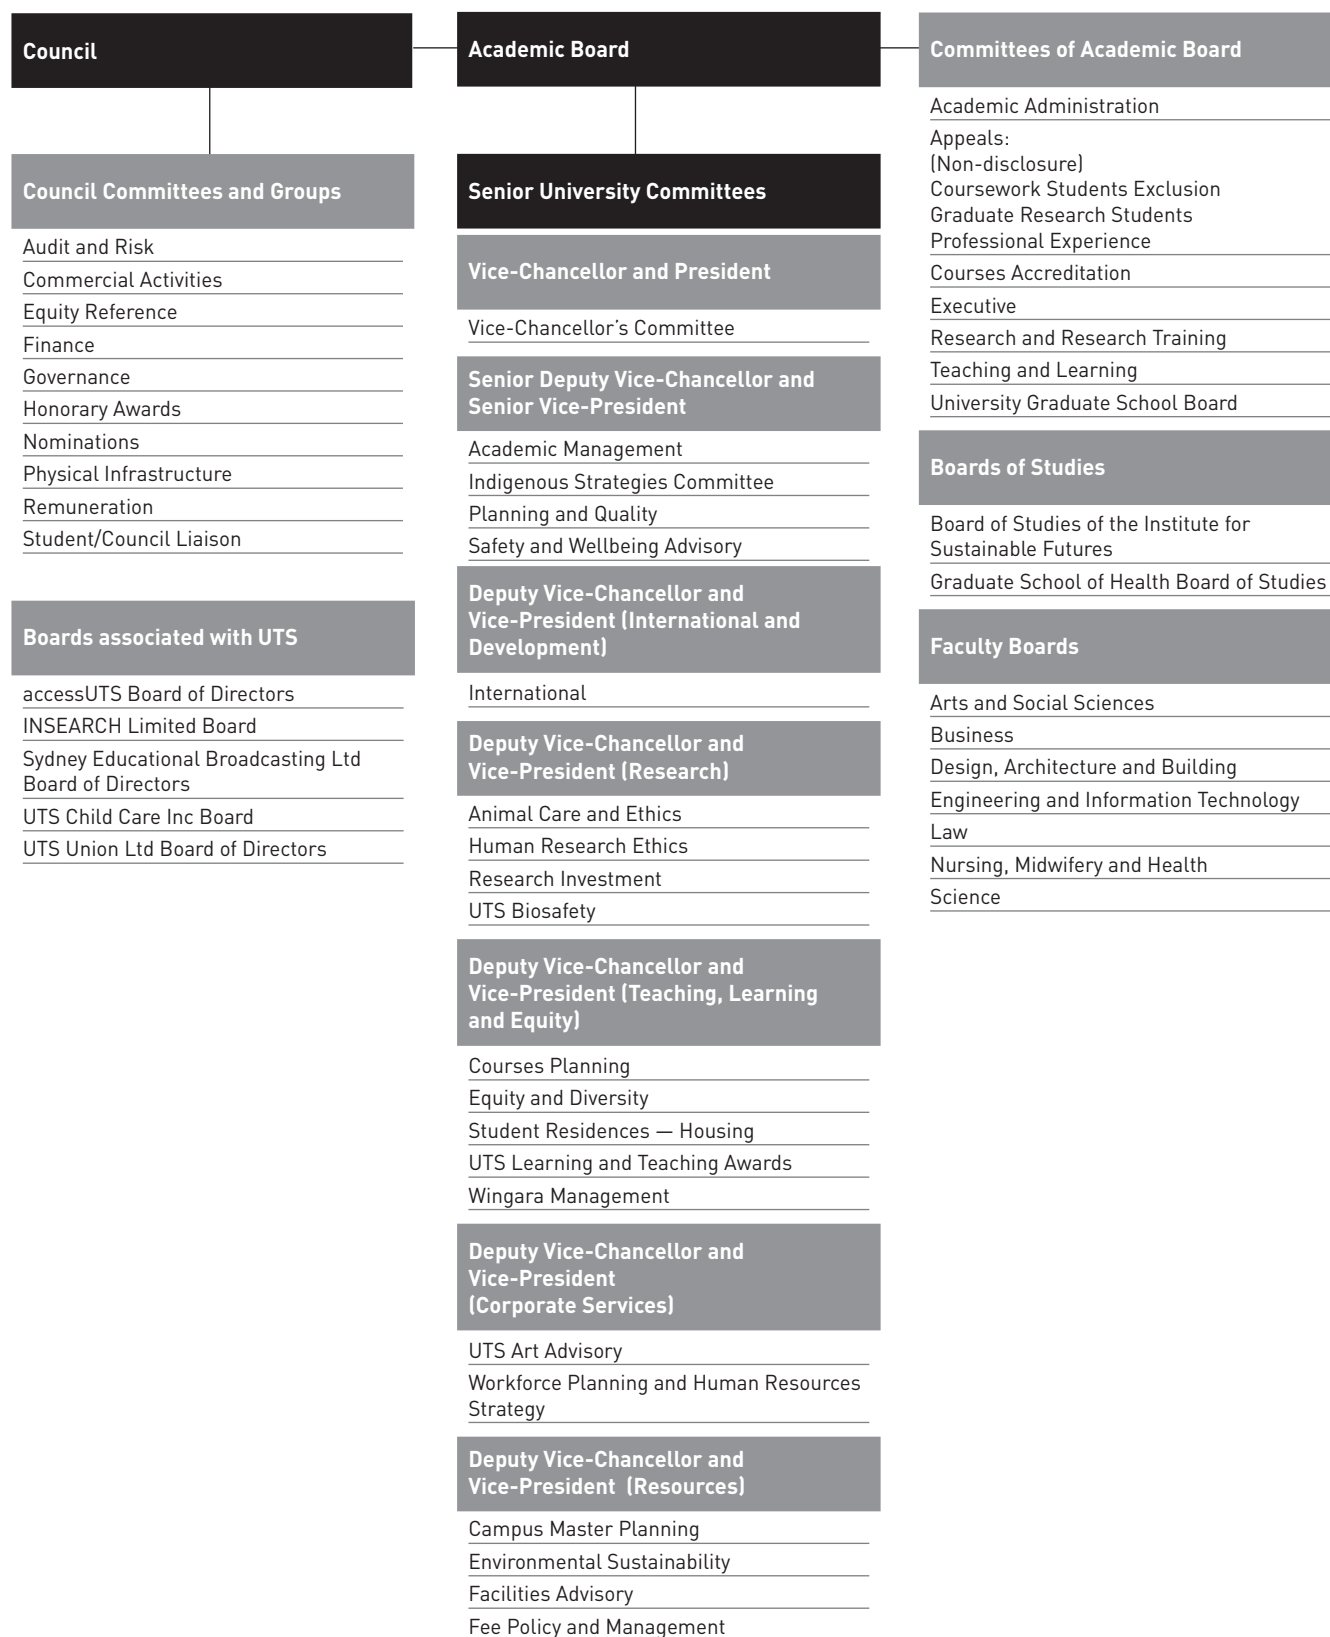 Council
Council Committees and Groups
Audit and Risk
Commercial Activities
Equity Reference
Finance
Governance
Honorary Awards
Nominations
Physical Infrastructure
Remuneration
Student/Council Liaison
Boards associated with UTS
accessUTS Board of Directors
INSEARCH Limited Board
Sydney Educational Broadcasting Ltd
Board of Directors
UTS Child Care Inc Board
UTS Union Ltd Board of Directors
Academic Board
Senior University Committees
Vice-Chancellor and President
Vice-Chancellor’s Committee
Senior Deputy Vice-Chancellor and
Senior Vice-President
Academic Management
Indigenous Strategies Committee
Planning and Quality
Safety and Wellbeing Advisory
Deputy Vice-Chancellor and
Vice-President (International and
Development)
International
Deputy Vice-Chancellor and
Vice-President (Research)
Animal Care and Ethics
Human Research Ethics
Research Investment
UTS Biosafety
Deputy Vice-Chancellor and
Vice-President (Teaching, Learning
and Equity)
Courses Planning
Equity and Diversity
Student Residences — Housing
UTS Learning and Teaching Awards
Wingara Management
Deputy Vice-Chancellor and
Vice-President
(Corporate Services)
UTS Art Advisory
Workforce Planning and Human Resources
Strategy
Deputy Vice-Chancellor and
Vice-President (Resources)
Campus Master Planning
Environmental Sustainability
Facilities Advisory
Fee Policy and Management
Committees of Academic Board
Academic Administration
Appeals:
(Non-disclosure)
Coursework Students Exclusion
Graduate Research Students
Professional Experience
Courses Accreditation
Executive
Research and Research Training
Teaching and Learning
University Graduate School Board
Boards of Studies
Board of Studies of the Institute for
Sustainable Futures
Graduate School of Health Board of Studies
Faculty Boards
Arts and Social Sciences
Business
Design, Architecture and Building
Engineering and Information Technology
Law
Nursing, Midwifery and Health
Science